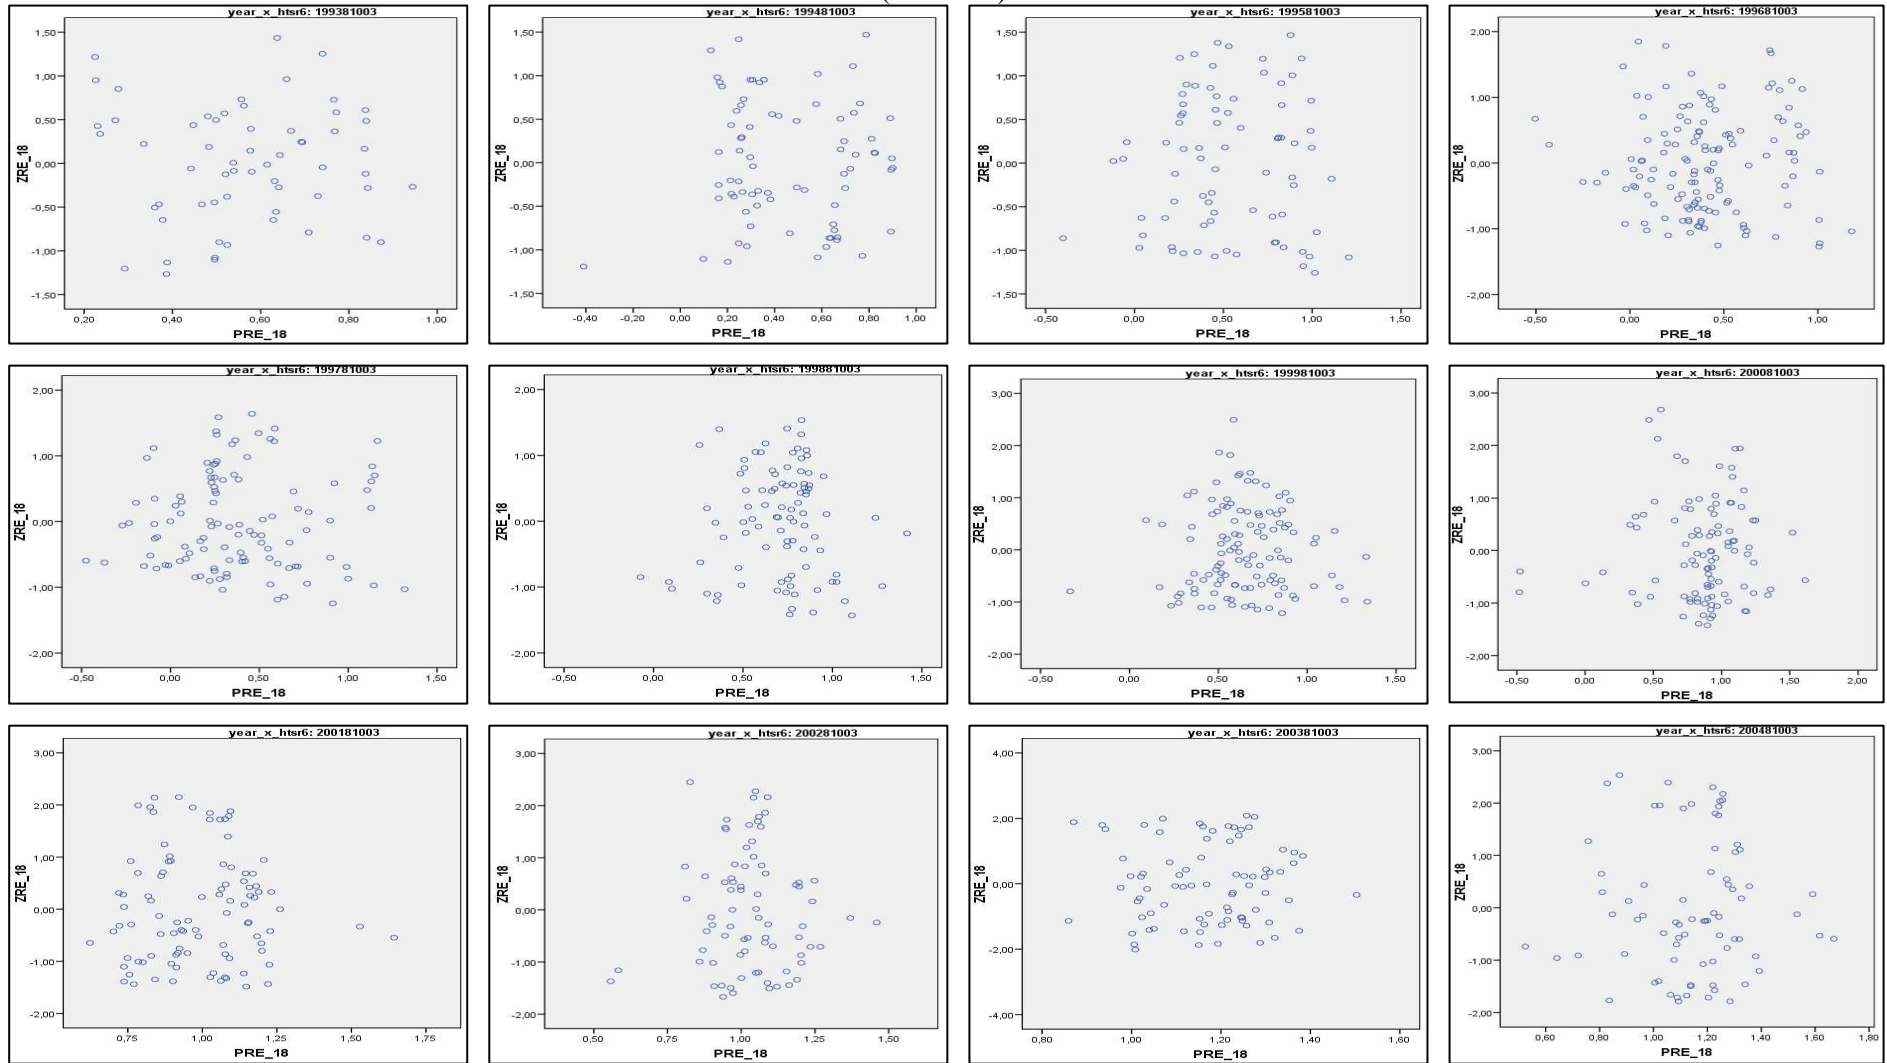 year_x_htsr6: 199381003
1,50
1,00
0,50
0,00
-0,50
-1,00
-1,50
ZRE_18
0,20 0,40 0,60 0,80 1,00
PRE_18
year_x_htsr6: 199481003
1,50
1,00
0,50
0,00
-0,50
-1,00
-1,50
ZRE_18
-0,40 -0,20 0,00 0,20 0,40 0,60 0,80 1,00
PRE_18
year_x_htsr6: 199581003
1,50
1,00
0,50
0,00
-0,50
-1,00
-1,50
ZRE_18
-0,50 0,00 0,50 1,00 1,50
PRE_18
year_x_htsr6: 199681003
2,00
1,00
0,00
-1,00
-2,00
ZRE_18
-0,50 0,00 0,50 1,00
PRE_18
year_x_htsr6: 199781003
2,00
1,00
0,00
-1,00
-2,00
ZRE_18
-0,50 0,00 0,50 1,00 1,50
PRE_18
year_x_htsr6: 199881003
2,00
1,00
0,00
-1,00
-2,00
ZRE_18
-0,50 0,00 0,50 1,00 1,50
PRE_18
year_x_htsr6: 199981003
3,00
2,00
1,00
0,00
-1,00
-2,00
ZRE_18
-0,50 0,00 0,50 1,00 1,50
PRE_18
year_x_htsr6: 200081003
3,00
2,00
1,00
0,00
-1,00
-2,00
ZRE_18
-0,50 0,00 0,50 1,00 1,50 2,00
PRE_18
year_x_htsr6: 200181003
3,00
2,00
1,00
0,00
-1,00
-2,00
ZRE_18
0,75 1,00 1,25 1,50 1,75
PRE_18
year_x_htsr6: 200281003
3,00
2,00
1,00
0,00
-1,00
-2,00
ZRE_18
0,50 0,75 1,00 1,25 1,50
PRE_18
year_x_htsr6: 200381003
4,00
2,00
0,00
-2,00
-4,00
ZRE_18
0,80 1,00 1,20 1,40 1,60
PRE_18
year_x_htsr6: 200481003
3,00
2,00
1,00
0,00
-1,00
-2,00
ZRE_18
0,60 0,80 1,00 1,20 1,40 1,60 1,80
PRE_18